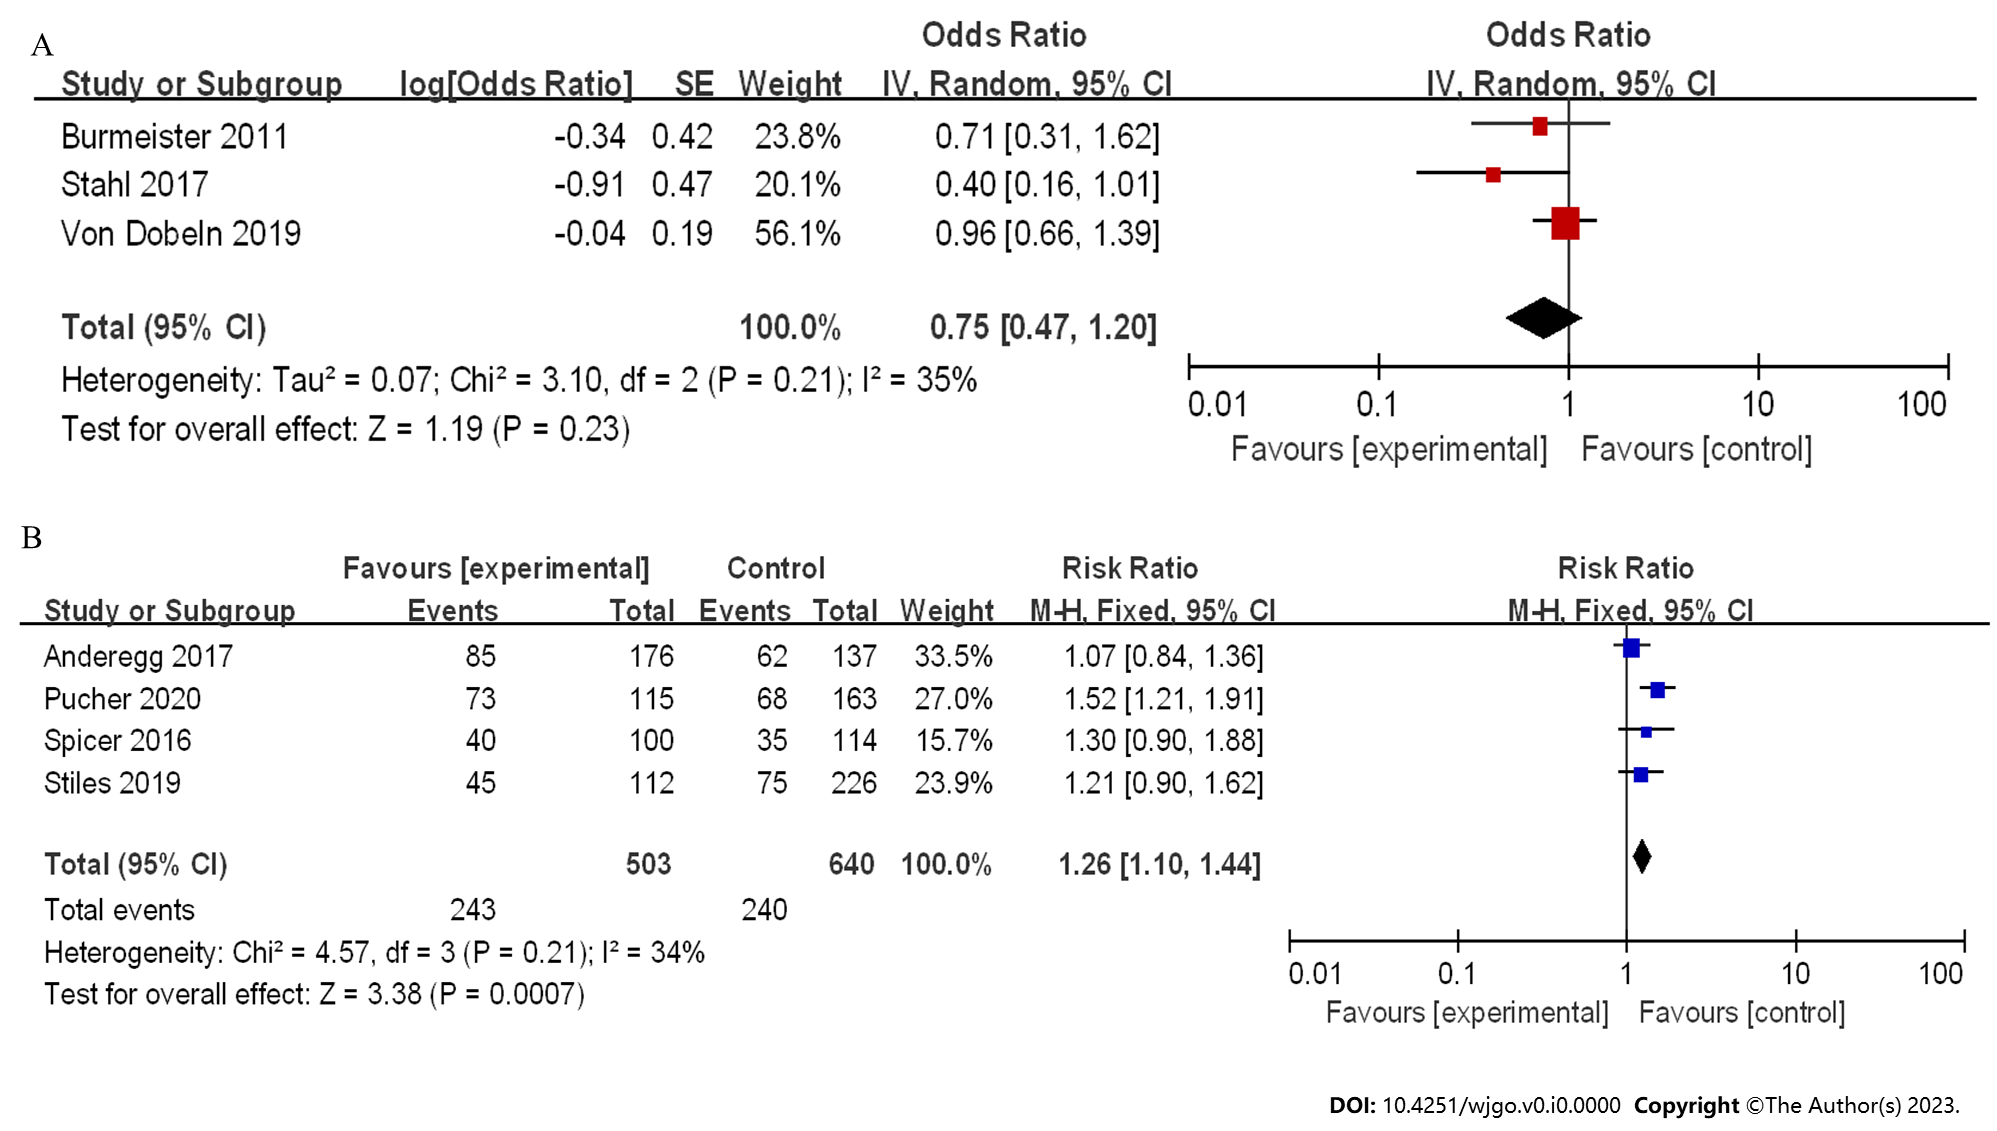 A
Odds Ratio Odds Ratio
Study or Subgroup log[Odds Ratio] SE Weight IV, Random, 95% CI IV, Random, 95% CI
Burmeister 2011 -0.34 0.42 23.8% 0.71 [0.31, 1.62]
Stahl 2017 -0.91 0.47 20.1% 0.40 [0.16, 1.01]
Von Dobeln 2019 -0.04 0.19 56.1% 0.96 [0.66, 1.39]
Total (95% CI) 100.0% 0.75 [0.47, 1.20]
Heterogeneity: Tau² = 0.07; Chi² = 3.10, df = 2 (P = 0.21); I² = 35%
Test for overall effect: Z = 1.19 (P = 0.23)
0.01 0.1 1 10 100
Favours [experimental] Favours [control]
B
Favours [experimental] Control Risk Ratio Risk Ratio
Study or Subgroup Events Total Events Total Weight M-H, Fixed, 95% CI M-H, Fixed, 95% CI
Anderegg 2017 85 176 62 137 33.5% 1.07 [0.84, 1.36]
Pucher 2020 73 115 68 163 27.0% 1.52 [1.21, 1.91]
Spicer 2016 40 100 35 114 15.7% 1.30 [0.90, 1.88]
Stiles 2019 45 112 75 226 23.9% 1.21 [0.90, 1.62]
Total (95% CI) 503 640 100.0% 1.26 [1.10, 1.44]
Total events 243 240
Heterogeneity: Chi² = 4.57, df = 3 (P = 0.21); I² = 34%
Test for overall effect: Z = 3.38 (P = 0.0007)
0.01 0.1 1 10 100
Favours [experimental] Favours [control]
DOI: 10.4251/wjgo.v0.i0.0000 Copyright ©The Author(s) 2023.